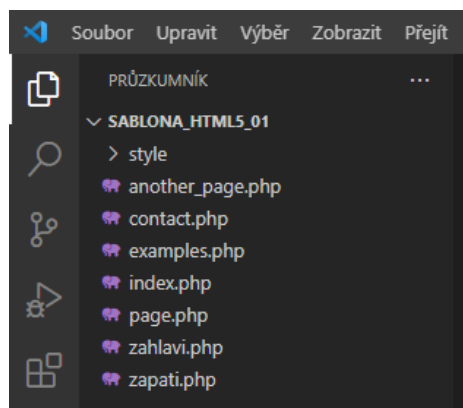 Soubor Upravit Výběr Zobrazit Přejít
PRŮZKUMNÍK
SABLONA_HTML5_01
style
another_page.php
contact.php
examples.php
index.php
page.php
zahlavi.php
zapati.php